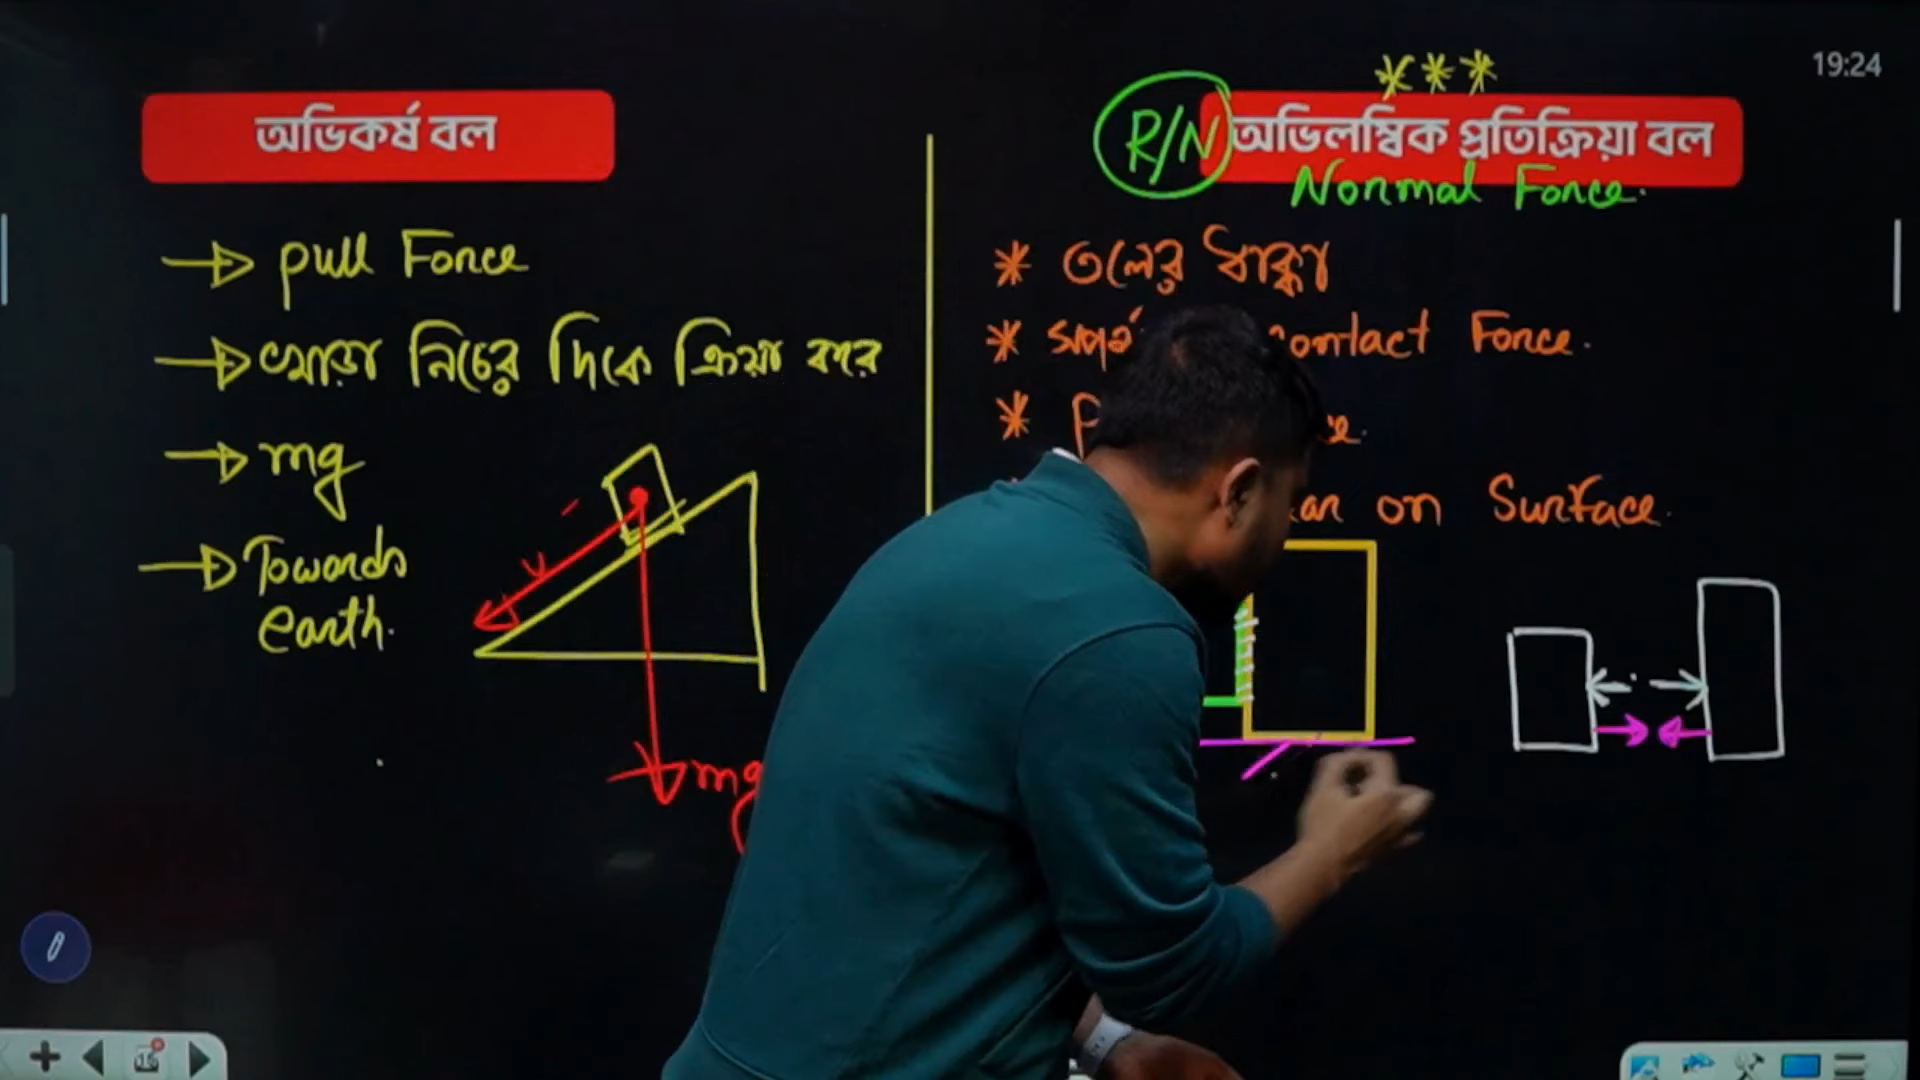 19:24
অভিকর্ষ বল
→ pull Force
→ খাড়া নিচের দিকে ক্রিয়া করে
→ mg
→ Towards
earth.
mg
***
R/N অভিলম্বিক প্রতিক্রিয়া বল
Normal Force.
* তলের ধাক্কা
* contact Force.
*
on Surface.